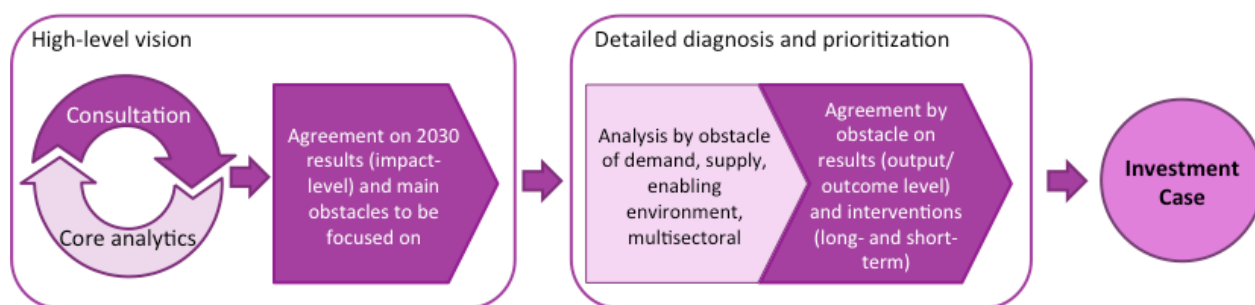 High-level vision
Consultation
Core analytics
Agreement on 2030
results (impact-
level) and main
obstacles to be
focused on
Detailed diagnosis and prioritization
Analysis by obstacle
of demand, supply,
enabling
environment,
multisectoral
Agreement by
obstacle on
results (output/
outcome level)
and interventions
(long- and short-
term)
Investment
Case